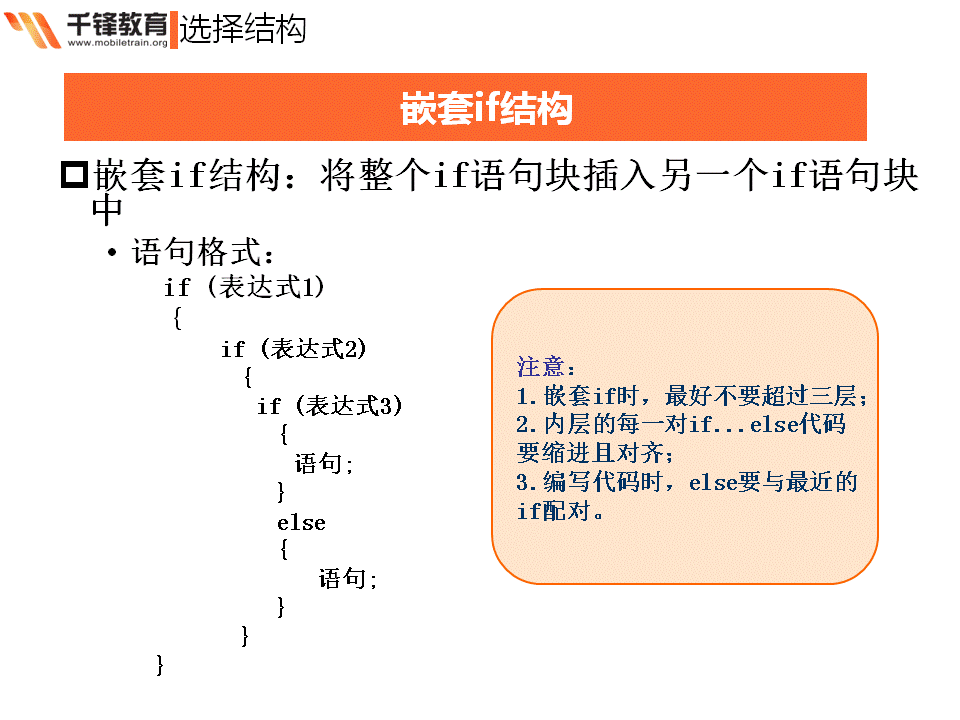 千锋教育
www.mobiletrain.org
选择结构
嵌套if结构
嵌套if结构：将整个if语句块插入另一个if语句块
中
• 语句格式：
if (表达式1)
{
if (表达式2)
{
if (表达式3)
{
语句;
}
else
{
语句;
}
}
}
注意：
1.嵌套if时，最好不要超过三层；
2.内层的每一对if...else代码
要缩进且对齐；
3.编写代码时，else要与最近的
if配对。